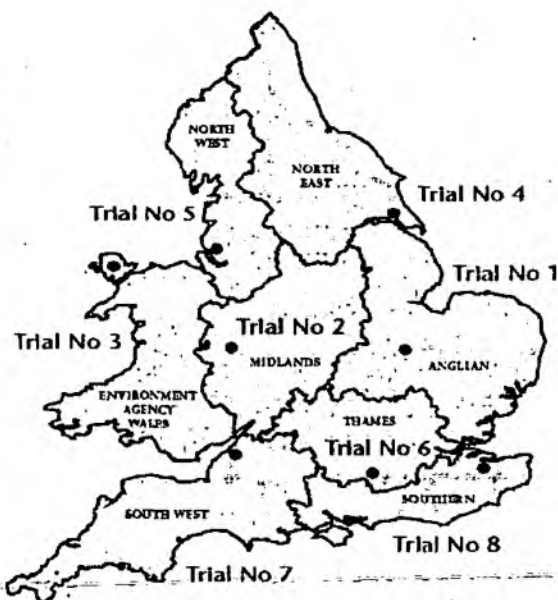 NORTH
WEST
NORTH
EAST
Trial No 4
Trial No 5
Trial No 1
Trial No 2
Trial No 3
MIDLANDS
ANGLIAN
ENVIRONMENT
AGENCY
WALES
THAMES
Trial No 6
SOUTHERN
SOUTH WEST
Trial No 8
Trial No 7